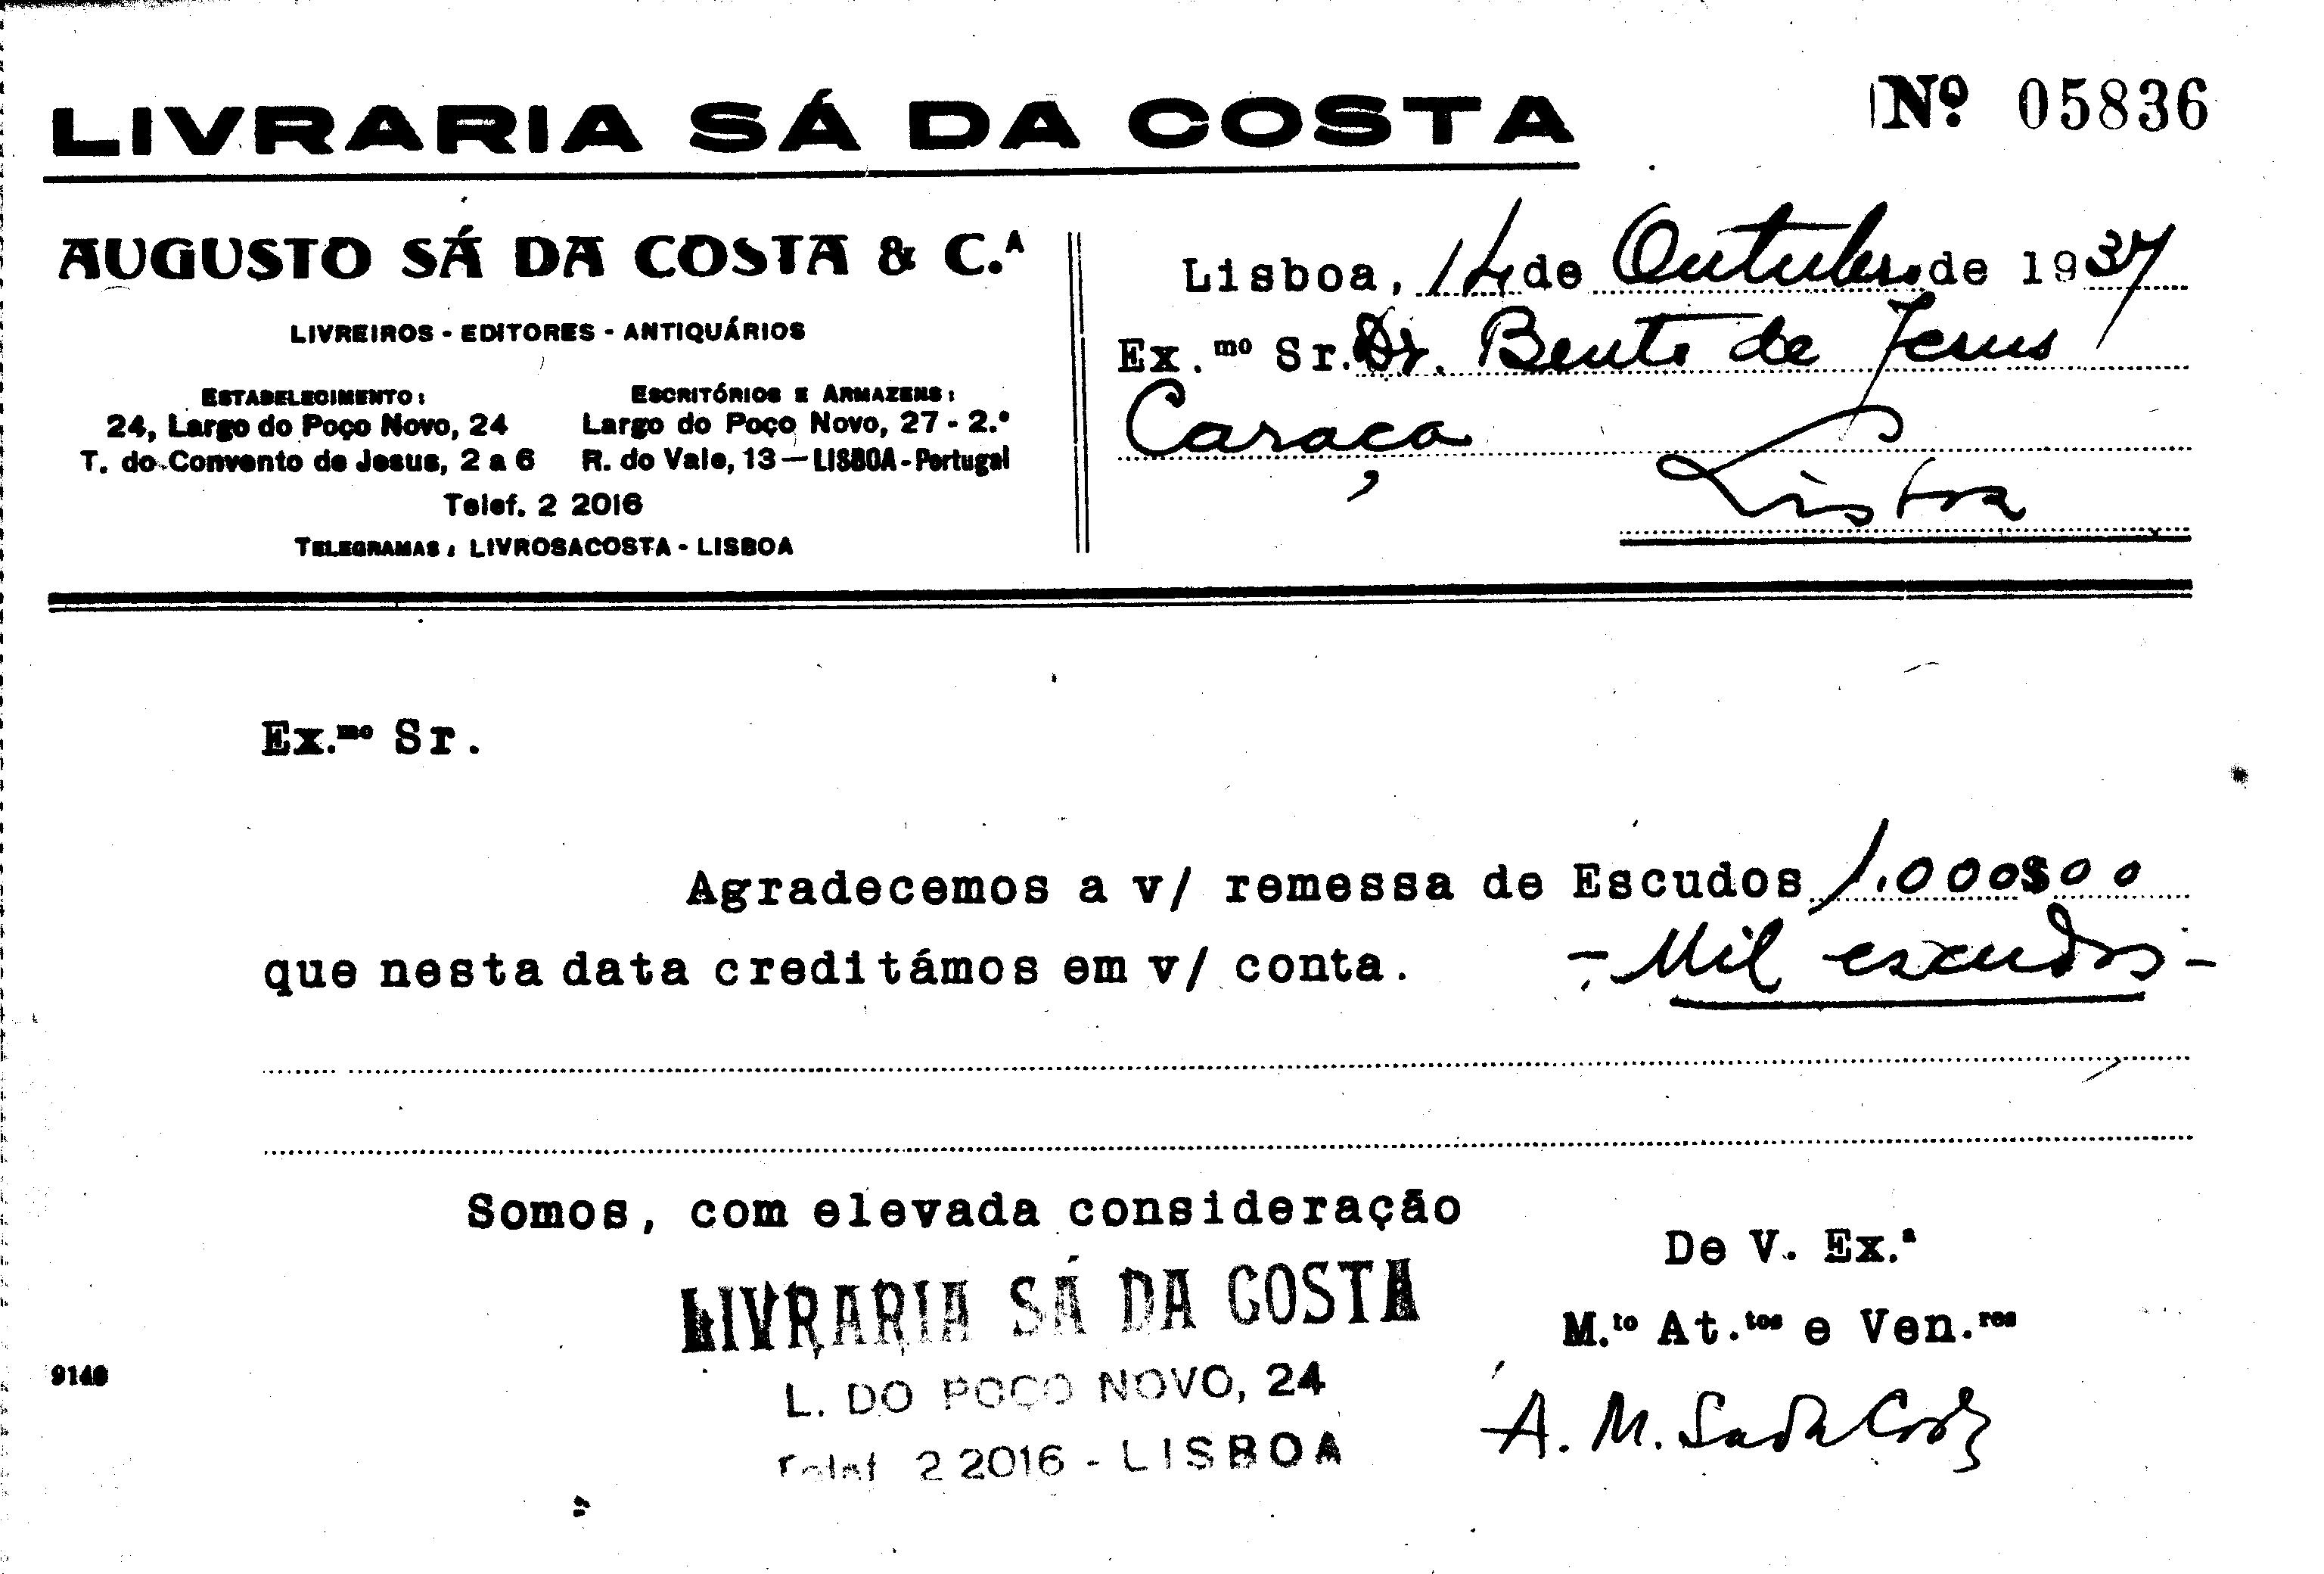 LIVRARIA SÁ DA COSTA
Nº 05836
AUGUSTO SÁ DA COSTA & C.ᴬ
LIVREIROS - EDITORES - ANTIQUÁRIOS
ESTABELECIMENTO:
24, Largo do Poço Novo, 24
T. do Convento de Jesus, 2 a 6
ESCRITÓRIOS E ARMAZENS:
Largo do Poço Novo, 27 - 2.º
R. do Vale, 13 — LISBOA - Portugal
Telef. 2 2016
TELEGRAMAS: LIVROSACOSTA - LISBOA
Lisboa, 14 de Outubro de 1937
Ex.mo Sr. Dr. Bento de Jesus
Caraça
Lisboa
Ex.mo Sr.
Agradecemos a v/ remessa de Escudos 1.000$00
que nesta data creditámos em v/ conta. - Mil escudos -
Somos, com elevada consideração
De V. Ex.ª
M.to At.tos e Ven.res
LIVRARIA SÁ DA COSTA
L. DO POÇO NOVO, 24
Telef. 2 2016 - LISBOA
A. M. Sá da Costa
9140